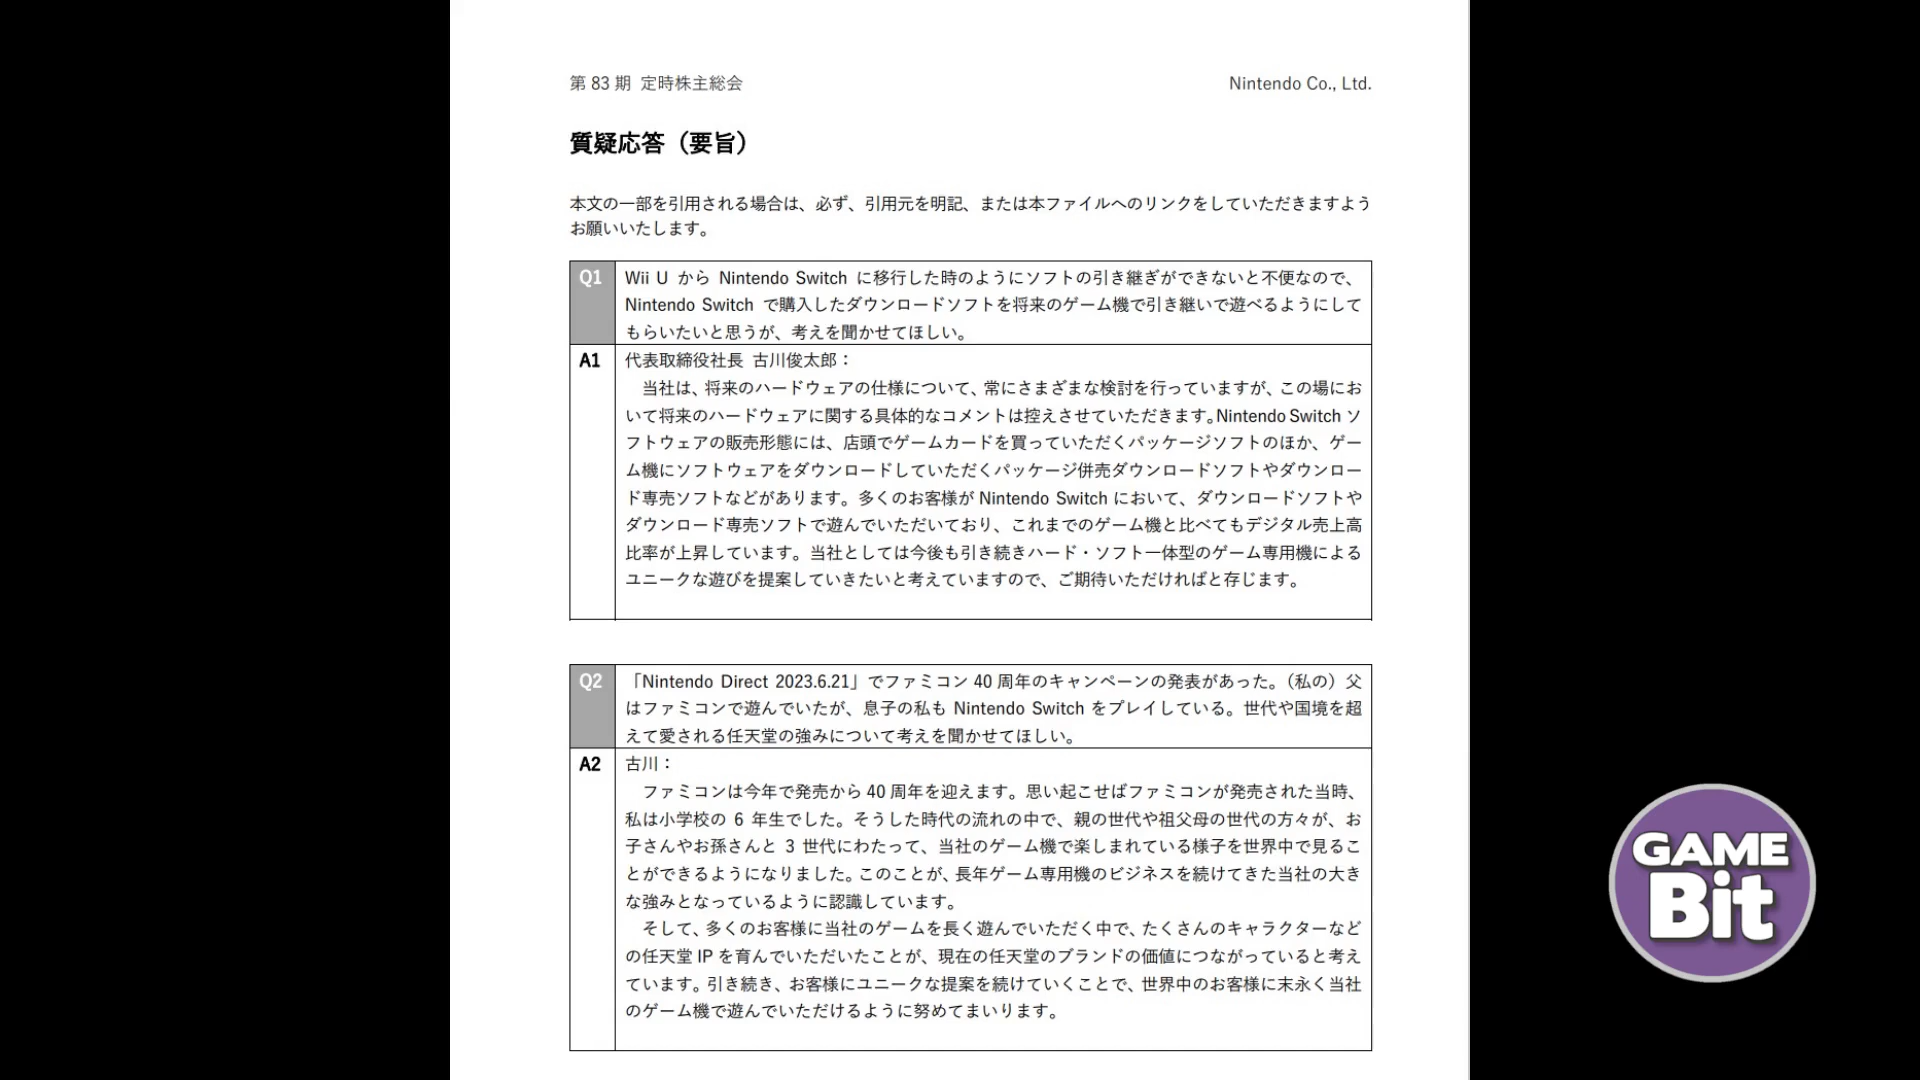 第 83 期 定時株主総会
Nintendo Co., Ltd.
質疑応答（要旨）
本文の一部を引用される場合は、必ず、引用元を明記、または本ファイルへのリンクをしていただきますよう
お願いいたします。
Q1
Wii U から Nintendo Switch に移行した時のようにソフトの引き継ぎができないと不便なので、
Nintendo Switch で購入したダウンロードソフトを将来のゲーム機で引き継いで遊べるようにして
もらいたいと思うが、考えを聞かせてほしい。
A1
代表取締役社長 古川俊太郎：
当社は、将来のハードウェアの仕様について、常にさまざまな検討を行っていますが、この場にお
いて将来のハードウェアに関する具体的なコメントは控えさせていただきます。Nintendo Switch ソ
フトウェアの販売形態には、店頭でゲームカードを買っていただくパッケージソフトのほか、ゲー
ム機にソフトウェアをダウンロードしていただくパッケージ併売ダウンロードソフトやダウンロー
ド専売ソフトなどがあります。多くのお客様が Nintendo Switch において、ダウンロードソフトや
ダウンロード専売ソフトで遊んでいただいており、これまでのゲーム機と比べてもデジタル売上高
比率が上昇しています。当社としては今後も引き続きハード・ソフト一体型のゲーム専用機による
ユニークな遊びを提案していきたいと考えていますので、ご期待いただければと存じます。
Q2
「Nintendo Direct 2023.6.21」でファミコン 40 周年のキャンペーンの発表があった。（私の）父
はファミコンで遊んでいたが、息子の私も Nintendo Switch をプレイしている。世代や国境を超
えて愛される任天堂の強みについて考えを聞かせてほしい。
A2
古川：
ファミコンは今年で発売から 40 周年を迎えます。思い起こせばファミコンが発売された当時、
私は小学校の 6 年生でした。そうした時代の流れの中で、親の世代や祖父母の世代の方々が、お
子さんやお孫さんと 3 世代にわたって、当社のゲーム機で楽しまれている様子を世界中で見るこ
とができるようになりました。このことが、長年ゲーム専用機のビジネスを続けてきた当社の大き
な強みとなっているように認識しています。
そして、多くのお客様に当社のゲームを長く遊んでいただく中で、たくさんのキャラクターなど
の任天堂 IP を育んでいただいたことが、現在の任天堂のブランドの価値につながっていると考え
ています。引き続き、お客様にユニークな提案を続けていくことで、世界中のお客様に末永く当社
のゲーム機で遊んでいただけるように努めてまいります。
GAME
Bit